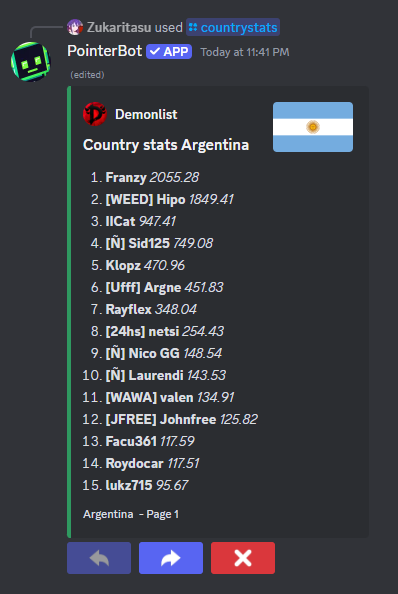 Zukaritasu used countrystats
PointerBot ✓ APP Today at 11:41 PM
(edited)
Demonlist
Country stats Argentina
1. Franzy 2055.28
2. [WEED] Hipo 1849.41
3. IlCat 947.41
4. [Ñ] Sid125 749.08
5. Klopz 470.96
6. [Ufff] Argne 451.83
7. Rayflex 348.04
8. [24hs] netsi 254.43
9. [Ñ] Nico GG 148.54
10. [Ñ] Laurendi 143.53
11. [WAWA] valen 134.91
12. [JFREE] Johnfree 125.82
13. Facu361 117.59
14. Roydocar 117.51
15. lukz715 95.67
Argentina - Page 1